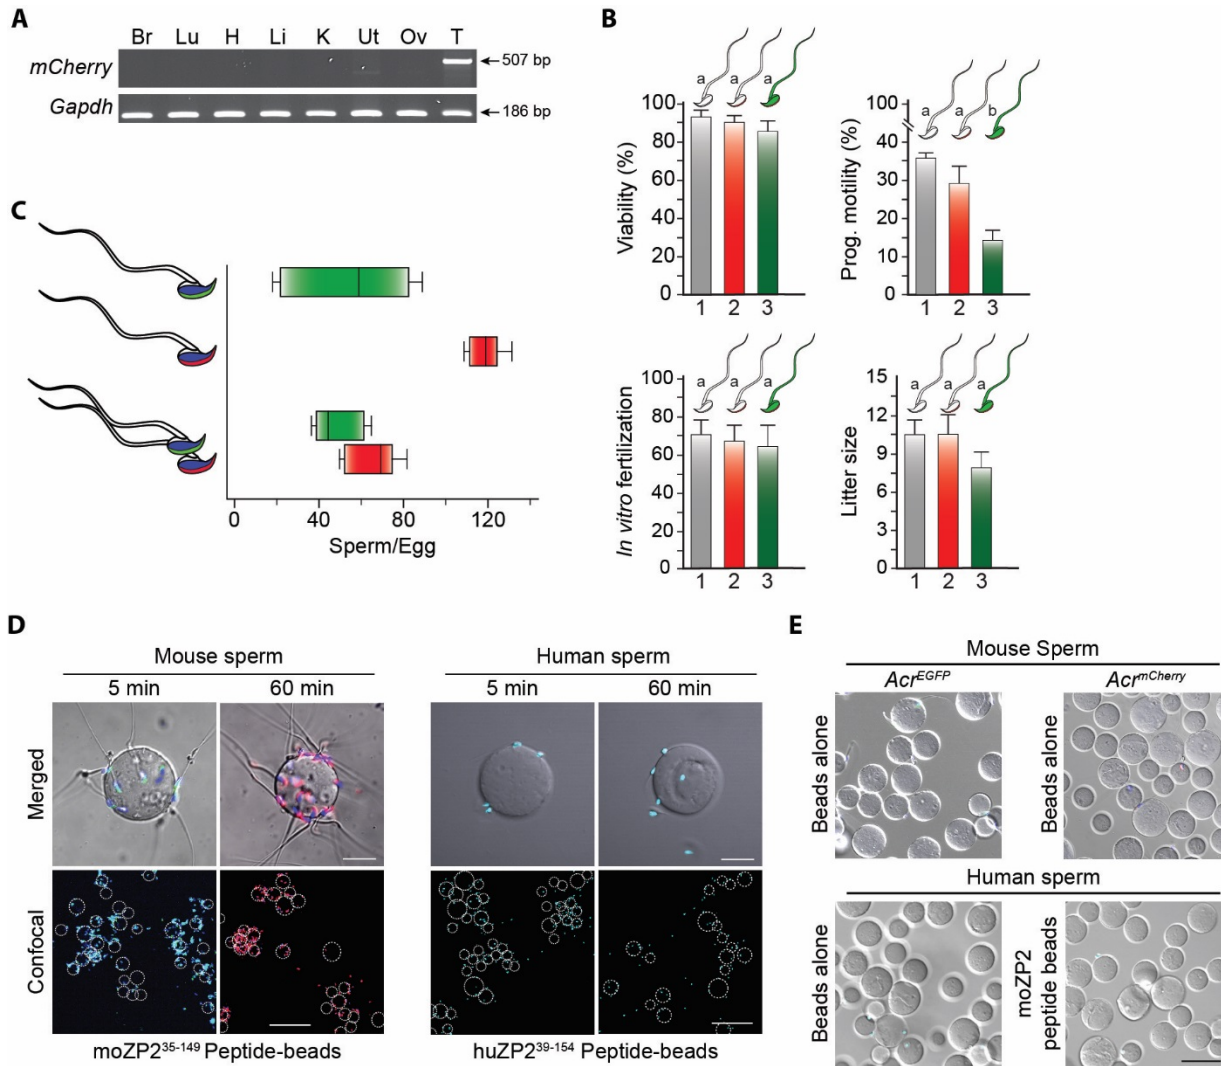 A
Br Lu H Li K Ut Ov T
mCherry
507 bp
Gapdh
186 bp
B
a a a
Viability (%)
100
80
60
40
20
0
1 2 3
a a b
Prog. motility (%)
100
40
30
20
10
0
1 2 3
a a a
In vitro fertilization
100
80
60
40
20
0
1 2 3
a a a
Litter size
15
12
9
6
3
0
1 2 3
C
0 40 80 120
Sperm/Egg
D
Mouse sperm
5 min 60 min
Human sperm
5 min 60 min
Merged
Confocal
moZP2³⁵⁻¹⁴⁹ Peptide-beads
huZP2³⁹⁻¹⁵⁴ Peptide-beads
E
Mouse Sperm
Acrᴱᴳᶠᴾ AcrᵐCherry
Beads alone
Beads alone
Human sperm
Beads alone
moZP2
peptide beads